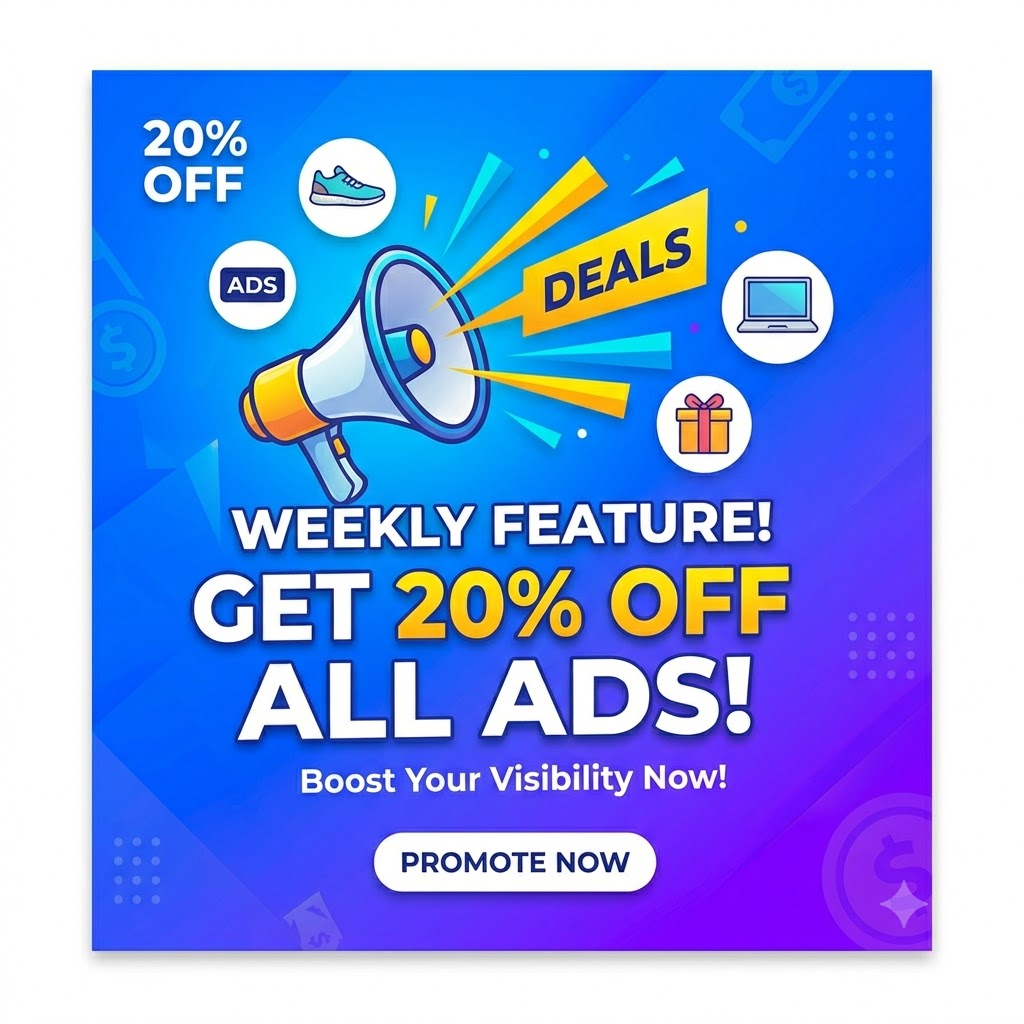 20%
OFF
ADS
DEALS
WEEKLY FEATURE!
GET 20% OFF
ALL ADS!
Boost Your Visibility Now!
PROMOTE NOW